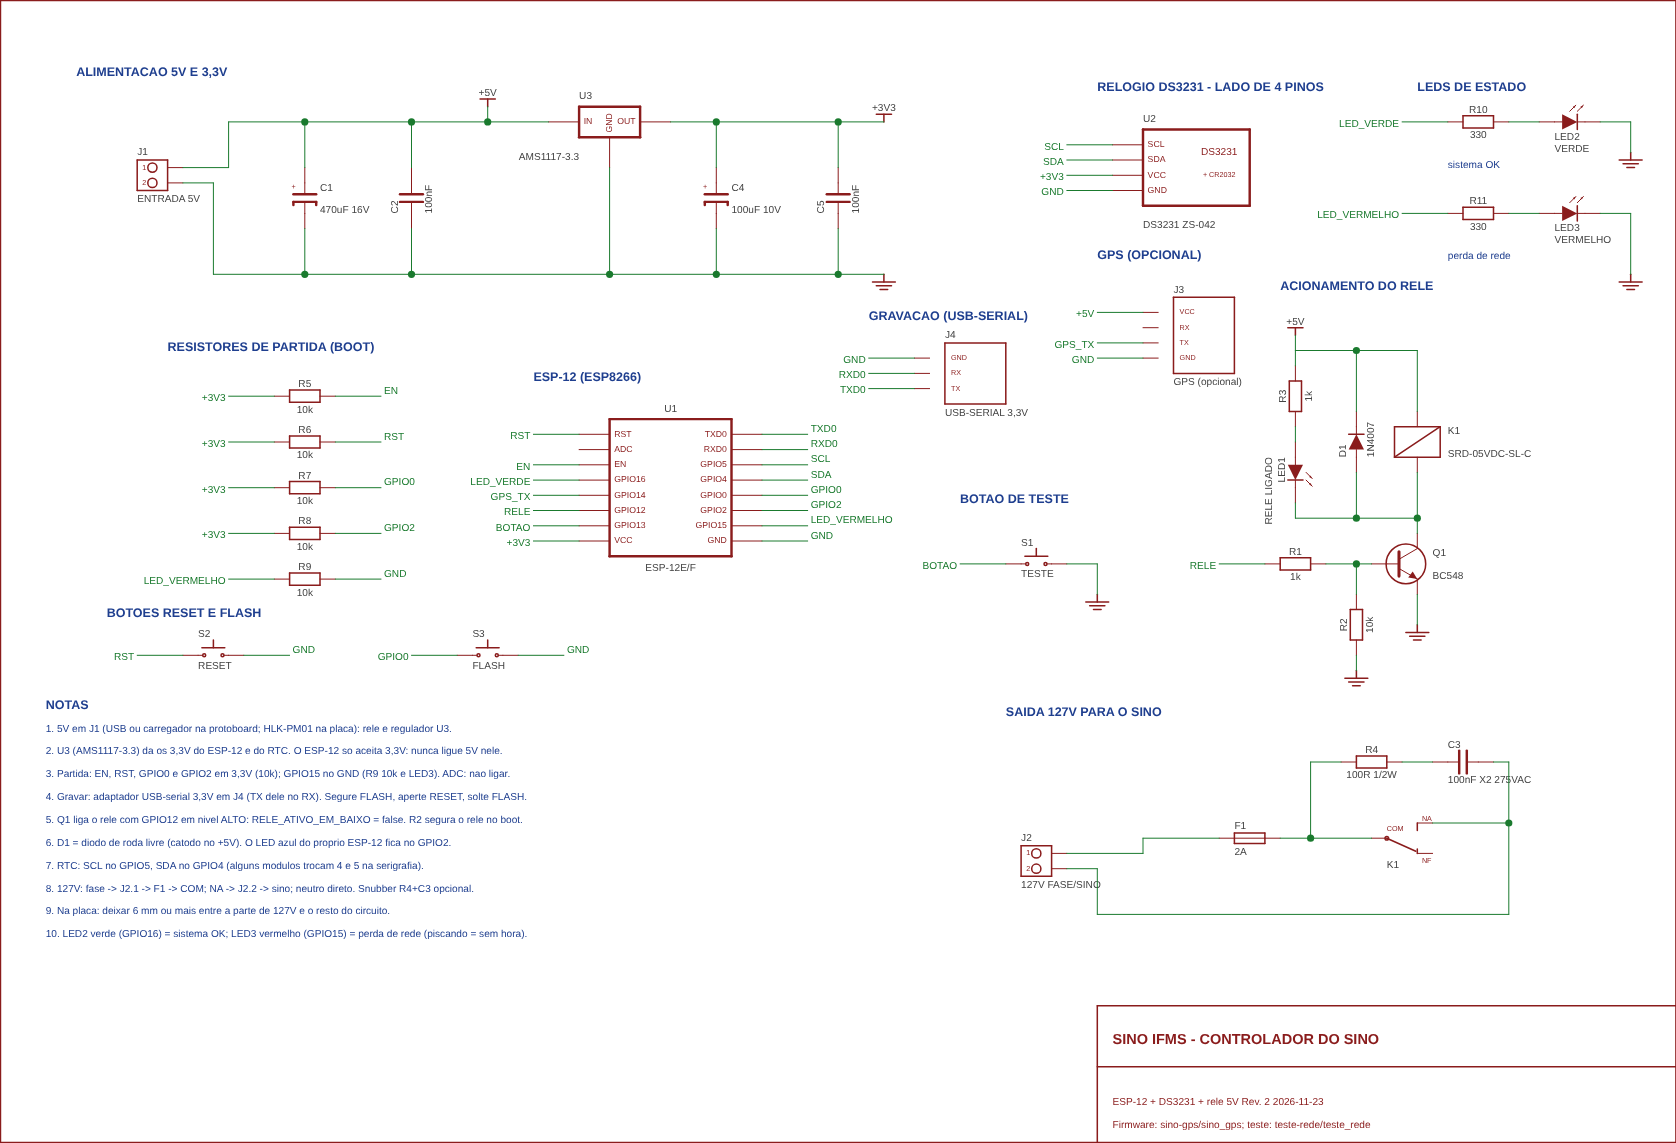 ALIMENTACAO 5V E 3,3V
J1
1
2
ENTRADA 5V
+
C1
470uF 16V
C2
100nF
+5V
U3
IN
GND
OUT
AMS1117-3.3
+
C4
100uF 10V
C5
100nF
+3V3
RELOGIO DS3231 - LADO DE 4 PINOS
U2
SCL
SDA
+3V3
GND
SCL
SDA
VCC
GND
DS3231
+ CR2032
DS3231 ZS-042
LEDS DE ESTADO
LED_VERDE
R10
330
LED2
VERDE
sistema OK
LED_VERMELHO
R11
330
LED3
VERMELHO
perda de rede
GPS (OPCIONAL)
J3
+5V
GPS_TX
GND
VCC
RX
TX
GND
GPS (opcional)
GRAVACAO (USB-SERIAL)
J4
GND
RXD0
TXD0
GND
RX
TX
USB-SERIAL 3,3V
RESISTORES DE PARTIDA (BOOT)
+3V3
R5
10k
EN
+3V3
R6
10k
RST
+3V3
R7
10k
GPIO0
+3V3
R8
10k
GPIO2
LED_VERMELHO
R9
10k
GND
ESP-12 (ESP8266)
U1
RST
EN
LED_VERDE
GPS_TX
RELE
BOTAO
+3V3
RST
ADC
EN
GPIO16
GPIO14
GPIO12
GPIO13
VCC
TXD0
RXD0
GPIO5
GPIO4
GPIO0
GPIO2
GPIO15
GND
TXD0
RXD0
SCL
SDA
GPIO0
GPIO2
LED_VERMELHO
GND
ESP-12E/F
ACIONAMENTO DO RELE
+5V
R3
1k
RELE LIGADO
LED1
D1
1N4007
K1
SRD-05VDC-SL-C
RELE
R1
1k
Q1
BC548
R2
10k
BOTAO DE TESTE
BOTAO
S1
TESTE
BOTOES RESET E FLASH
RST
S2
RESET
GND
GPIO0
S3
FLASH
GND
NOTAS
1. 5V em J1 (USB ou carregador na protoboard; HLK-PM01 na placa): rele e regulador U3.
2. U3 (AMS1117-3.3) da os 3,3V do ESP-12 e do RTC. O ESP-12 so aceita 3,3V: nunca ligue 5V nele.
3. Partida: EN, RST, GPIO0 e GPIO2 em 3,3V (10k); GPIO15 no GND (R9 10k e LED3). ADC: nao ligar.
4. Gravar: adaptador USB-serial 3,3V em J4 (TX dele no RX). Segure FLASH, aperte RESET, solte FLASH.
5. Q1 liga o rele com GPIO12 em nivel ALTO: RELE_ATIVO_EM_BAIXO = false. R2 segura o rele no boot.
6. D1 = diodo de roda livre (catodo no +5V). O LED azul do proprio ESP-12 fica no GPIO2.
7. RTC: SCL no GPIO5, SDA no GPIO4 (alguns modulos trocam 4 e 5 na serigrafia).
8. 127V: fase -> J2.1 -> F1 -> COM; NA -> J2.2 -> sino; neutro direto. Snubber R4+C3 opcional.
9. Na placa: deixar 6 mm ou mais entre a parte de 127V e o resto do circuito.
10. LED2 verde (GPIO16) = sistema OK; LED3 vermelho (GPIO15) = perda de rede (piscando = sem hora).
SAIDA 127V PARA O SINO
J2
1
2
127V FASE/SINO
F1
2A
R4
100R 1/2W
C3
100nF X2 275VAC
COM
NA
NF
K1
SINO IFMS - CONTROLADOR DO SINO
ESP-12 + DS3231 + rele 5V Rev. 2 2026-11-23
Firmware: sino-gps/sino_gps; teste: teste-rede/teste_rede